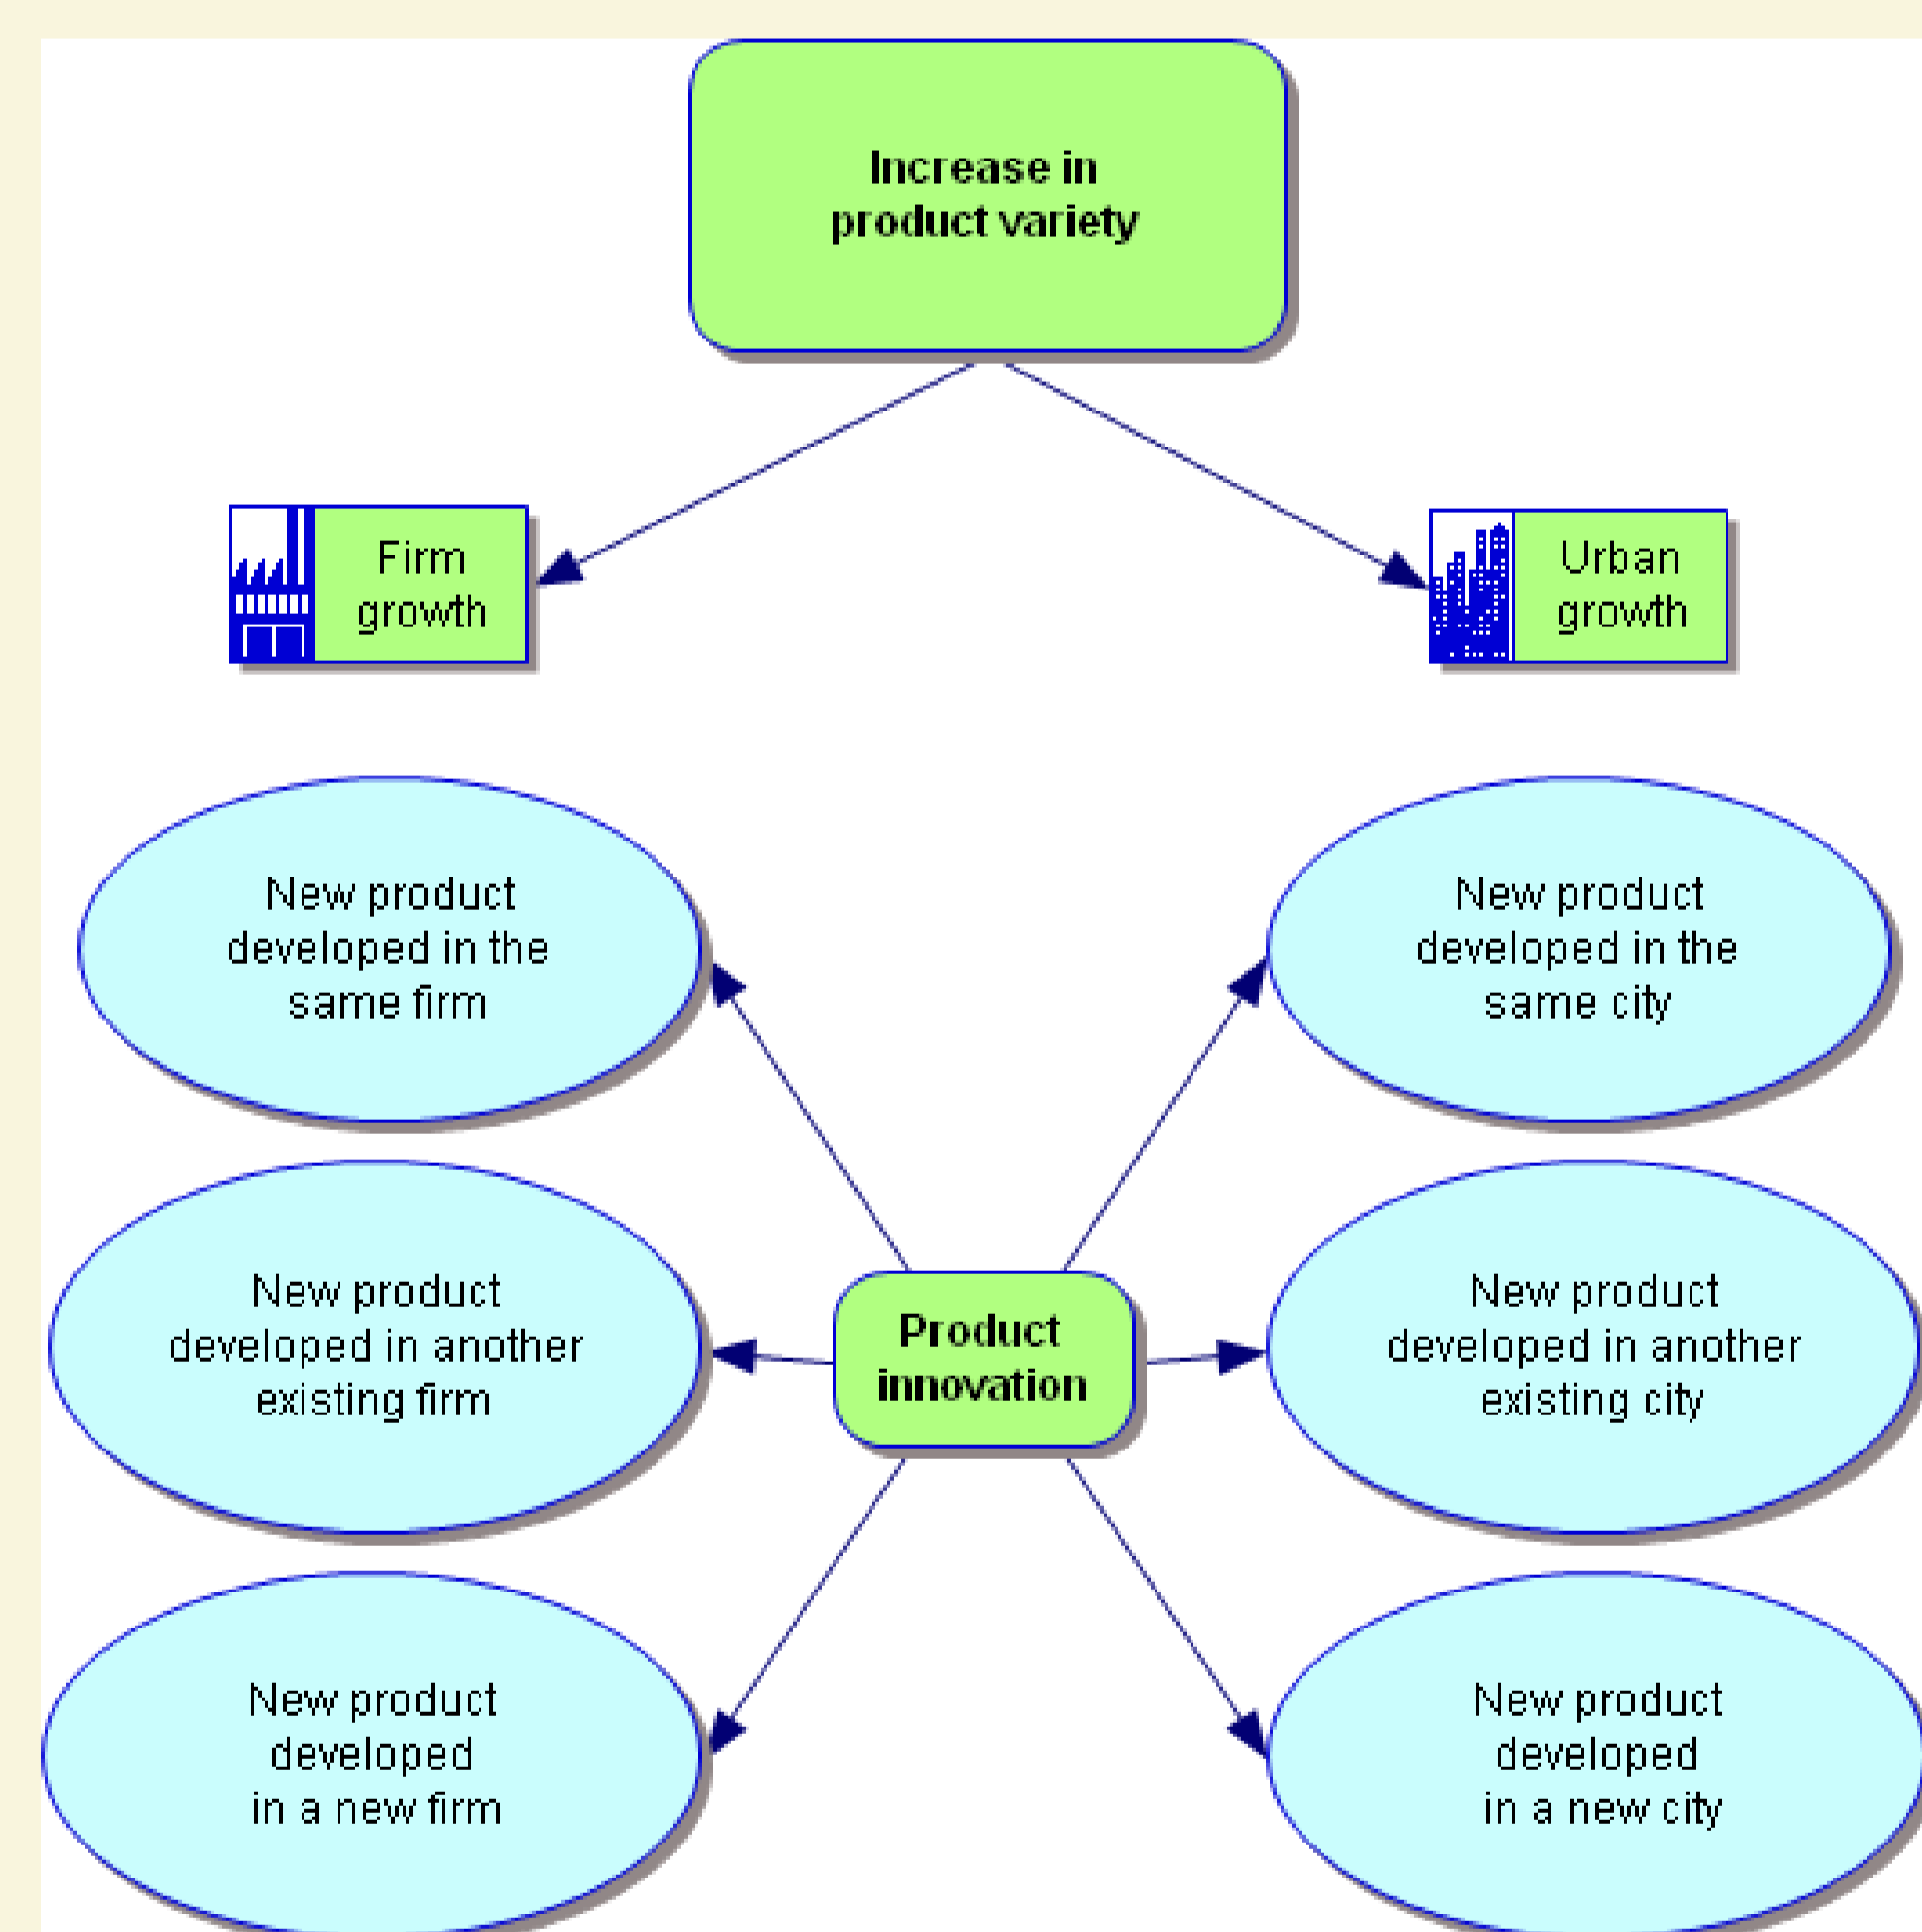 Increase in
product variety
Firm
growth
Urban
growth
New product
developed in the
same firm
New product
developed in the
same city
New product
developed in another
existing firm
Product
innovation
New product
developed in another
existing city
New product
developed
in a new firm
New product
developed
in a new city